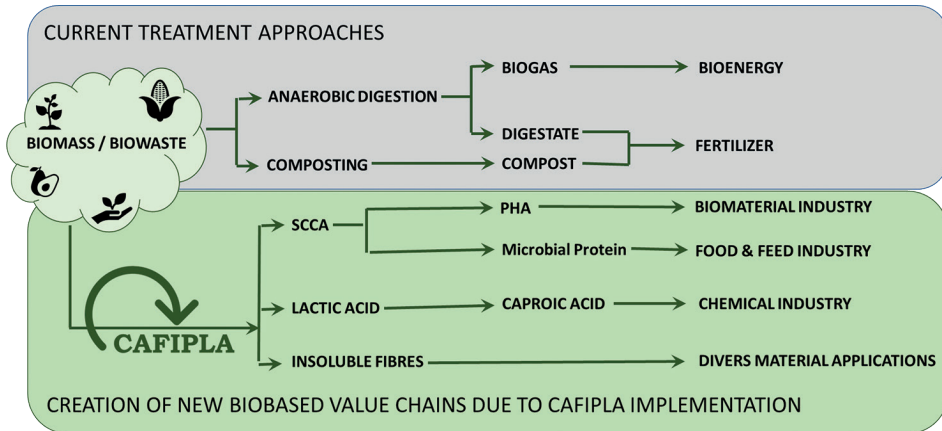 CURRENT TREATMENT APPROACHES
BIOMASS / BIOWASTE
ANAEROBIC DIGESTION
BIOGAS
BIOENERGY
DIGESTATE
COMPOSTING
COMPOST
FERTILIZER
SCCA
PHA
BIOMATERIAL INDUSTRY
Microbial Protein
FOOD & FEED INDUSTRY
LACTIC ACID
CAPROIC ACID
CHEMICAL INDUSTRY
CAFIPLA
INSOLUBLE FIBRES
DIVERS MATERIAL APPLICATIONS
CREATION OF NEW BIOBASED VALUE CHAINS DUE TO CAFIPLA IMPLEMENTATION